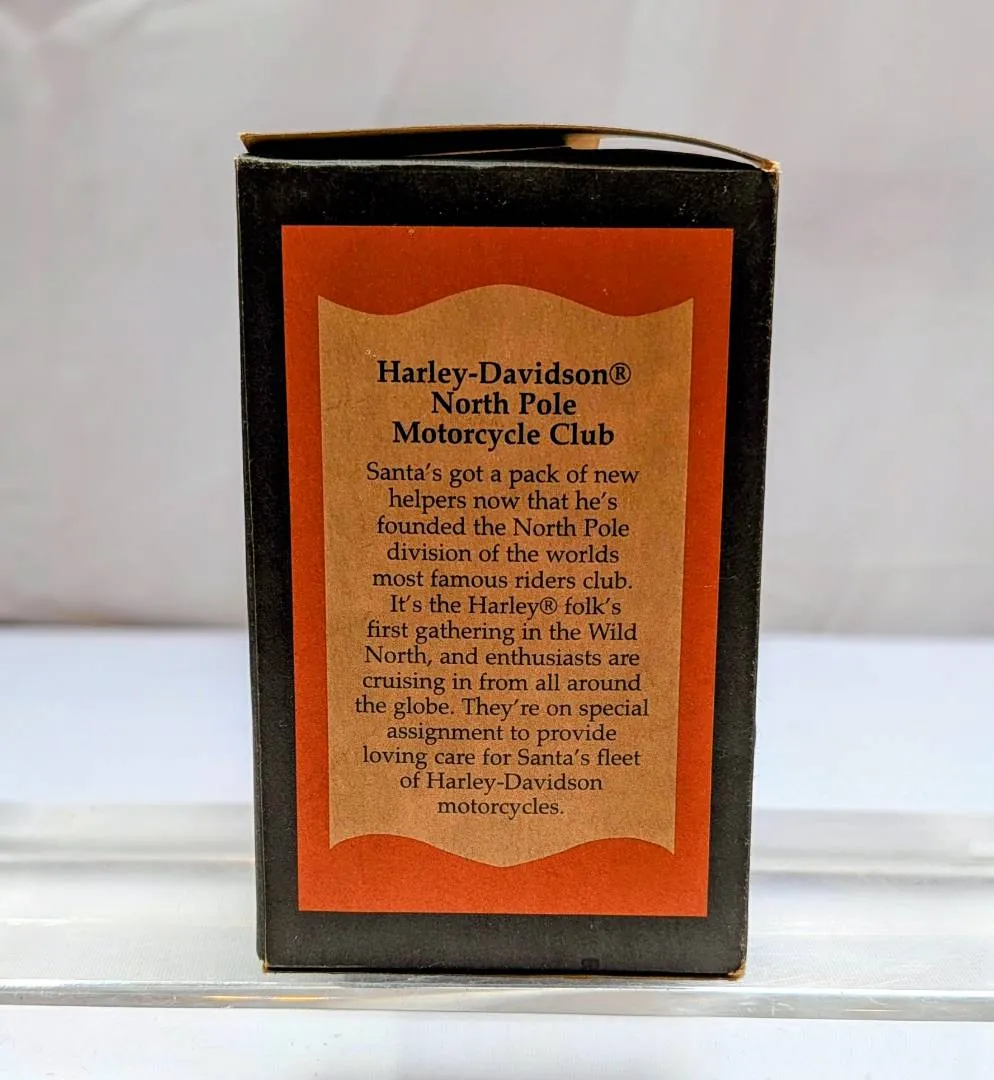 Harley-Davidson®
North Pole
Motorcycle Club
Santa's got a pack of new
helpers now that he's
founded the North Pole
division of the worlds
most famous riders club.
It's the Harley® folk's
first gathering in the Wild
North, and enthusiasts are
cruising in from all around
the globe. They're on special
assignment to provide
loving care for Santa's fleet
of Harley-Davidson
motorcycles.